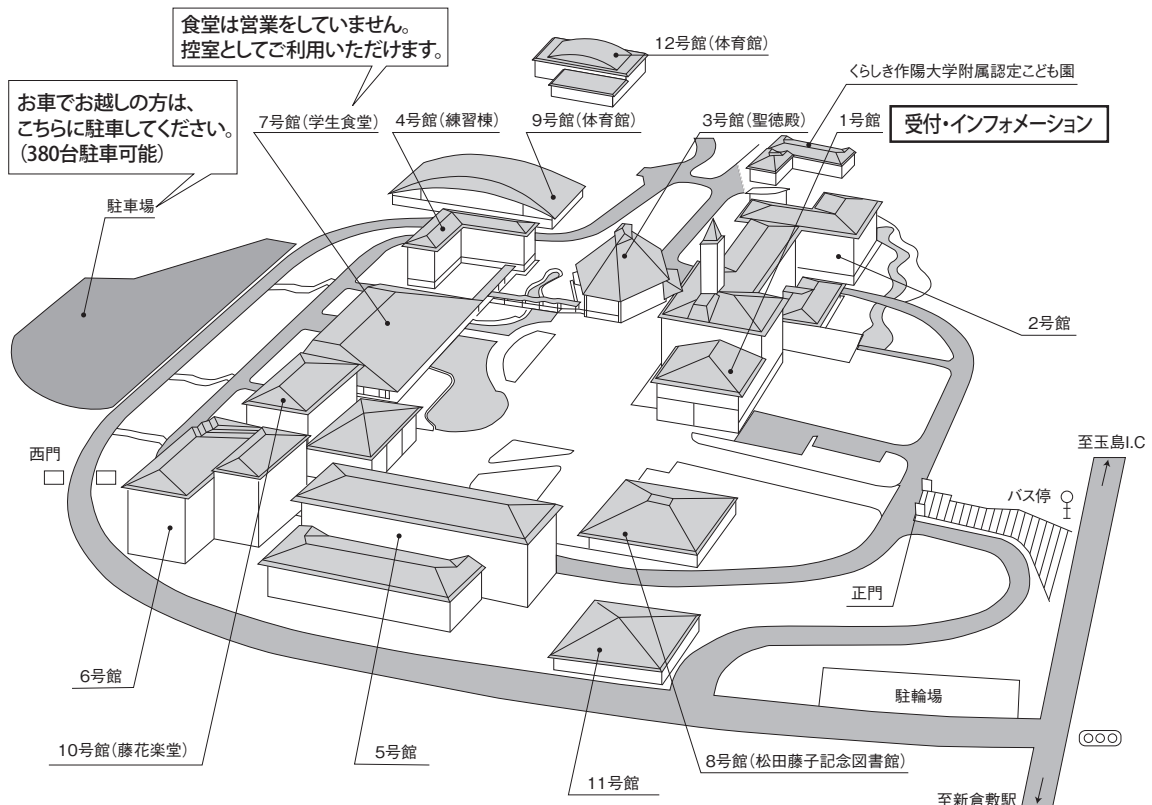 食堂は営業をしていません。
控室としてご利用いただけます。
お車でお越しの方は、
こちらに駐車してください。
（380台駐車可能）
12号館（体育館）
くらしき作陽大学附属認定こども園
7号館（学生食堂）
4号館（練習棟）
9号館（体育館）
3号館（聖徳殿）
1号館
受付・インフォメーション
駐車場
2号館
西門
至玉島I.C
バス停
正門
6号館
駐輪場
10号館（藤花楽堂）
5号館
8号館（松田藤子記念図書館）
11号館
至新倉敷駅